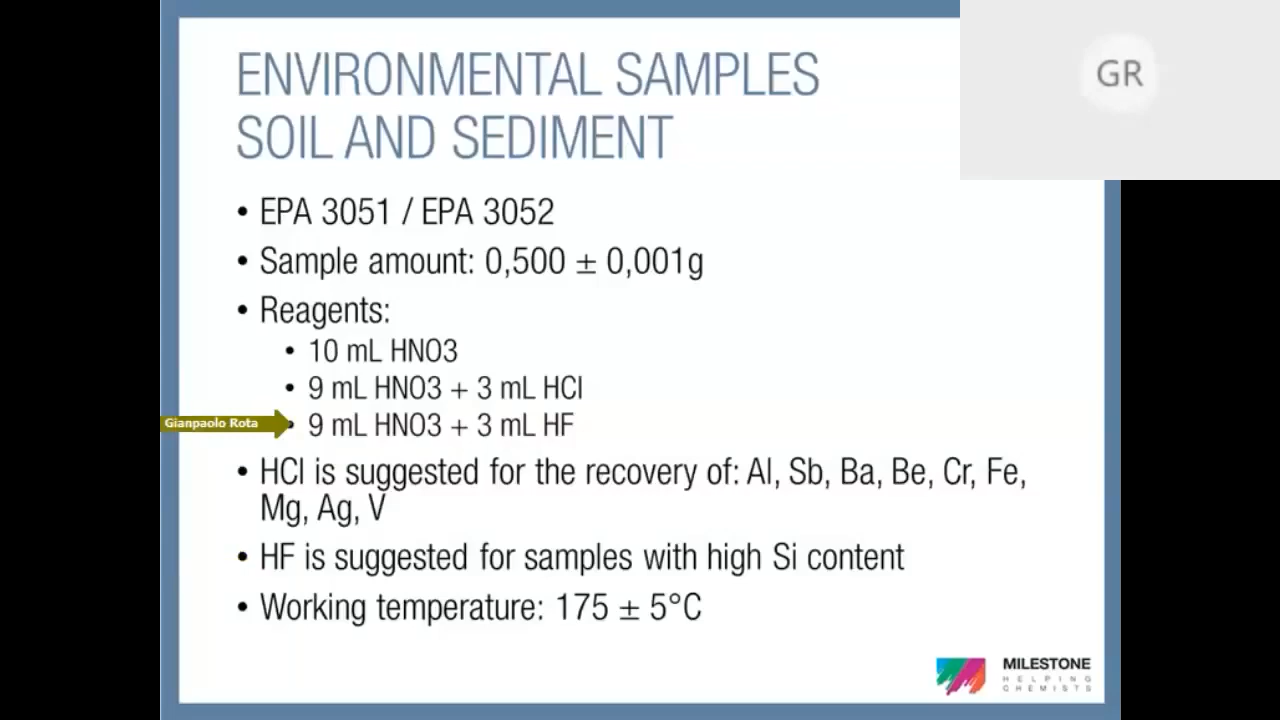 ENVIRONMENTAL SAMPLES
SOIL AND SEDIMENT
GR
• EPA 3051 / EPA 3052
• Sample amount: 0,500 ± 0,001g
• Reagents:
• 10 mL HNO3
• 9 mL HNO3 + 3 mL HCl
Gianpaolo Rota
• 9 mL HNO3 + 3 mL HF
• HCl is suggested for the recovery of: Al, Sb, Ba, Be, Cr, Fe,
Mg, Ag, V
• HF is suggested for samples with high Si content
• Working temperature: 175 ± 5°C
MILESTONE
HELPING
CHEMISTS